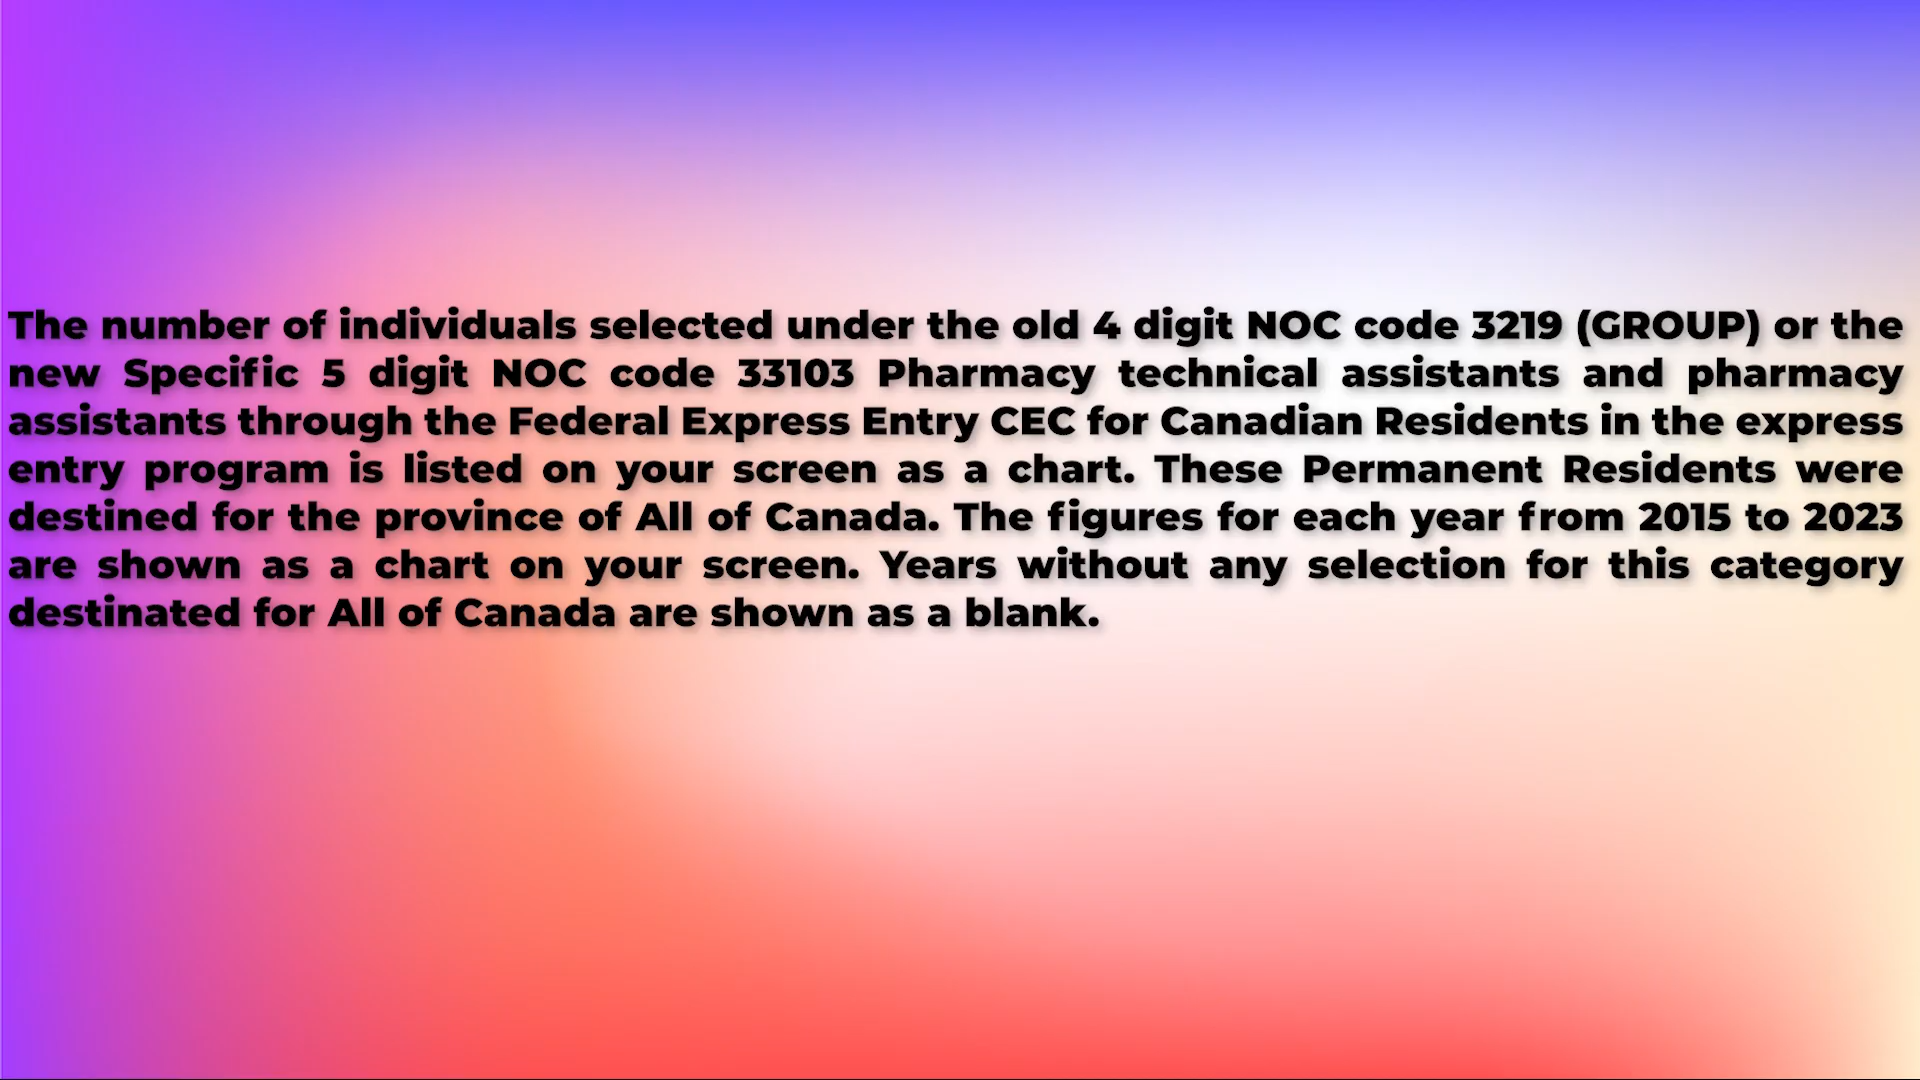 The number of individuals selected under the old 4 digit NOC code 3219 (GROUP) or the
new Specific 5 digit NOC code 33103 Pharmacy technical assistants and pharmacy
assistants through the Federal Express Entry CEC for Canadian Residents in the express
entry program is listed on your screen as a chart. These Permanent Residents were
destined for the province of All of Canada. The figures for each year from 2015 to 2023
are shown as a chart on your screen. Years without any selection for this category
destinated for All of Canada are shown as a blank.